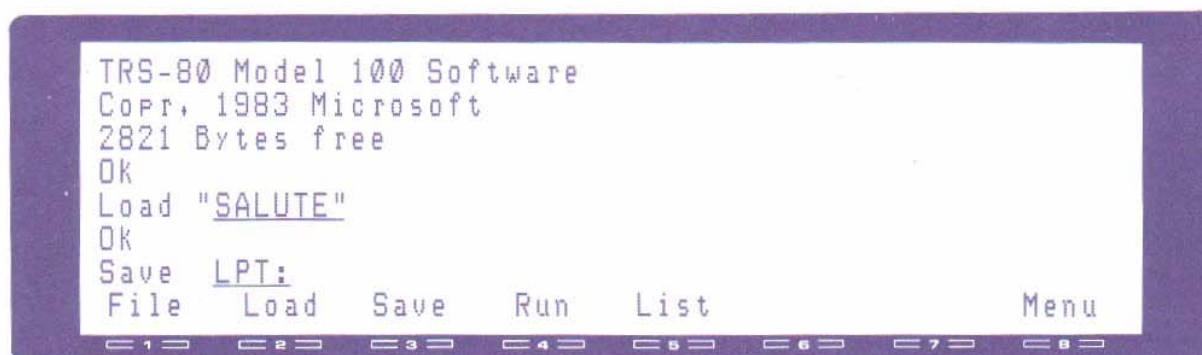 TRS-80 Model 100 Software
Copr. 1983 Microsoft
2821 Bytes free
OK
Load "SALUTE"
OK
Save LPT:
File Load Save Run List Menu
1 2 3 4 5 6 7 8